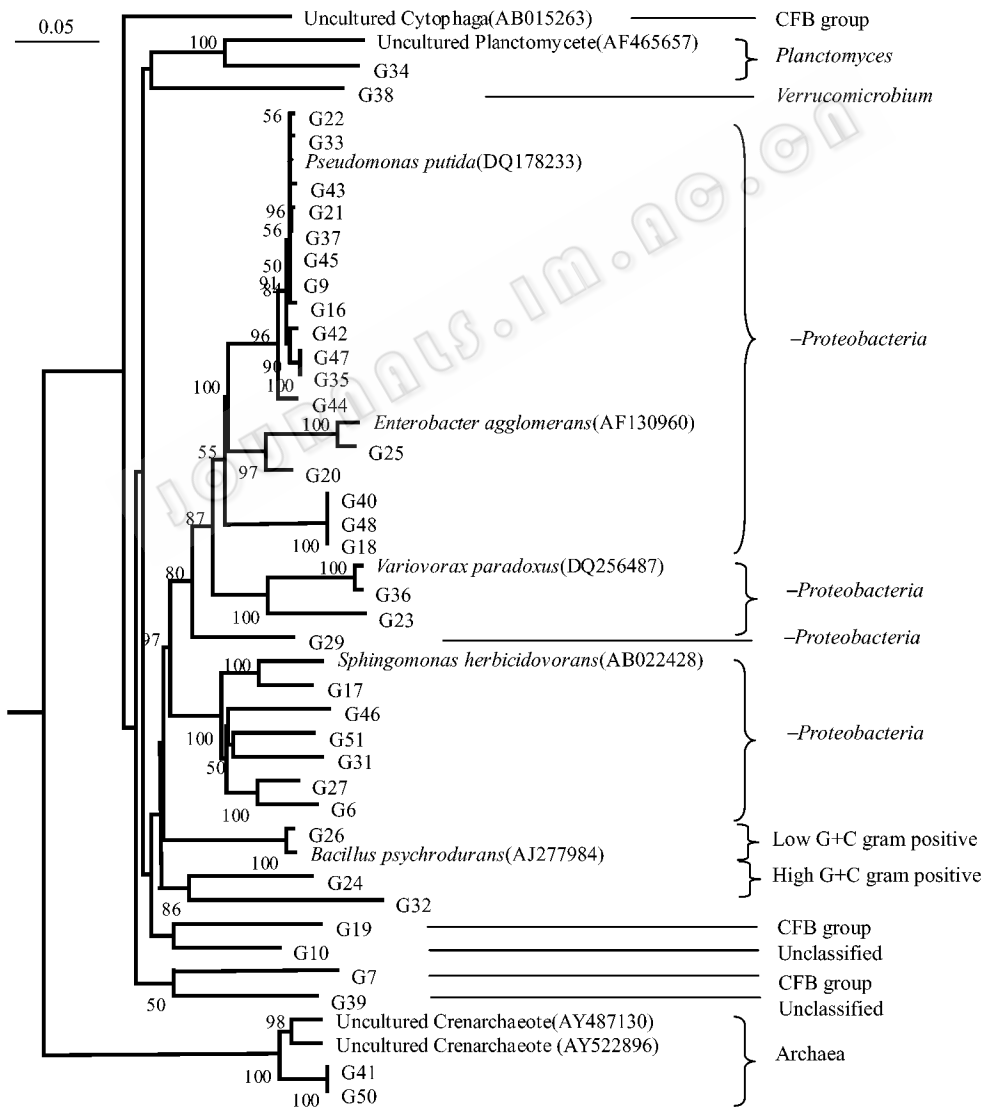 0.05
Uncultured Cytophaga(AB015263) CFB group
100 Uncultured Planctomycete(AF465657)
Planctomyces
G34
G38 Verrucomicrobium
56 G22
G33
Pseudomonas putida(DQ178233)
G43
96 G21
56 G37
50 G45
91 84 G9
G16
96 G42
–Proteobacteria
90 G47
100 G35
100 G44
100 Enterobacter agglomerans(AF130960)
55 G25
97 G20
G40
87 G48
100 G18
100 Variovorax paradoxus(DQ256487)
80 G36
–Proteobacteria
100 G23
97 G29 –Proteobacteria
100 Sphingomonas herbicidovorans(AB022428)
G17
G46
100 G51
–Proteobacteria
50 G31
G27
100 G6
G26
Low G+C gram positive
100 Bacillus psychrodurans(AJ277984)
G24
High G+C gram positive
86 G32
G19 CFB group
G10 Unclassified
G7 CFB group
50 G39 Unclassified
98 Uncultured Crenarchaeote(AY487130)
Uncultured Crenarchaeote (AY522896)
Archaea
100 G41
100 G50
JOURNALS.IM.AC.CN